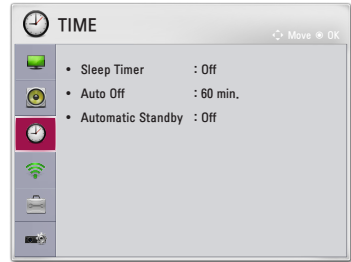 TIME
Move OK
• Sleep Timer : Off
• Auto Off : 60 min.
• Automatic Standby : Off